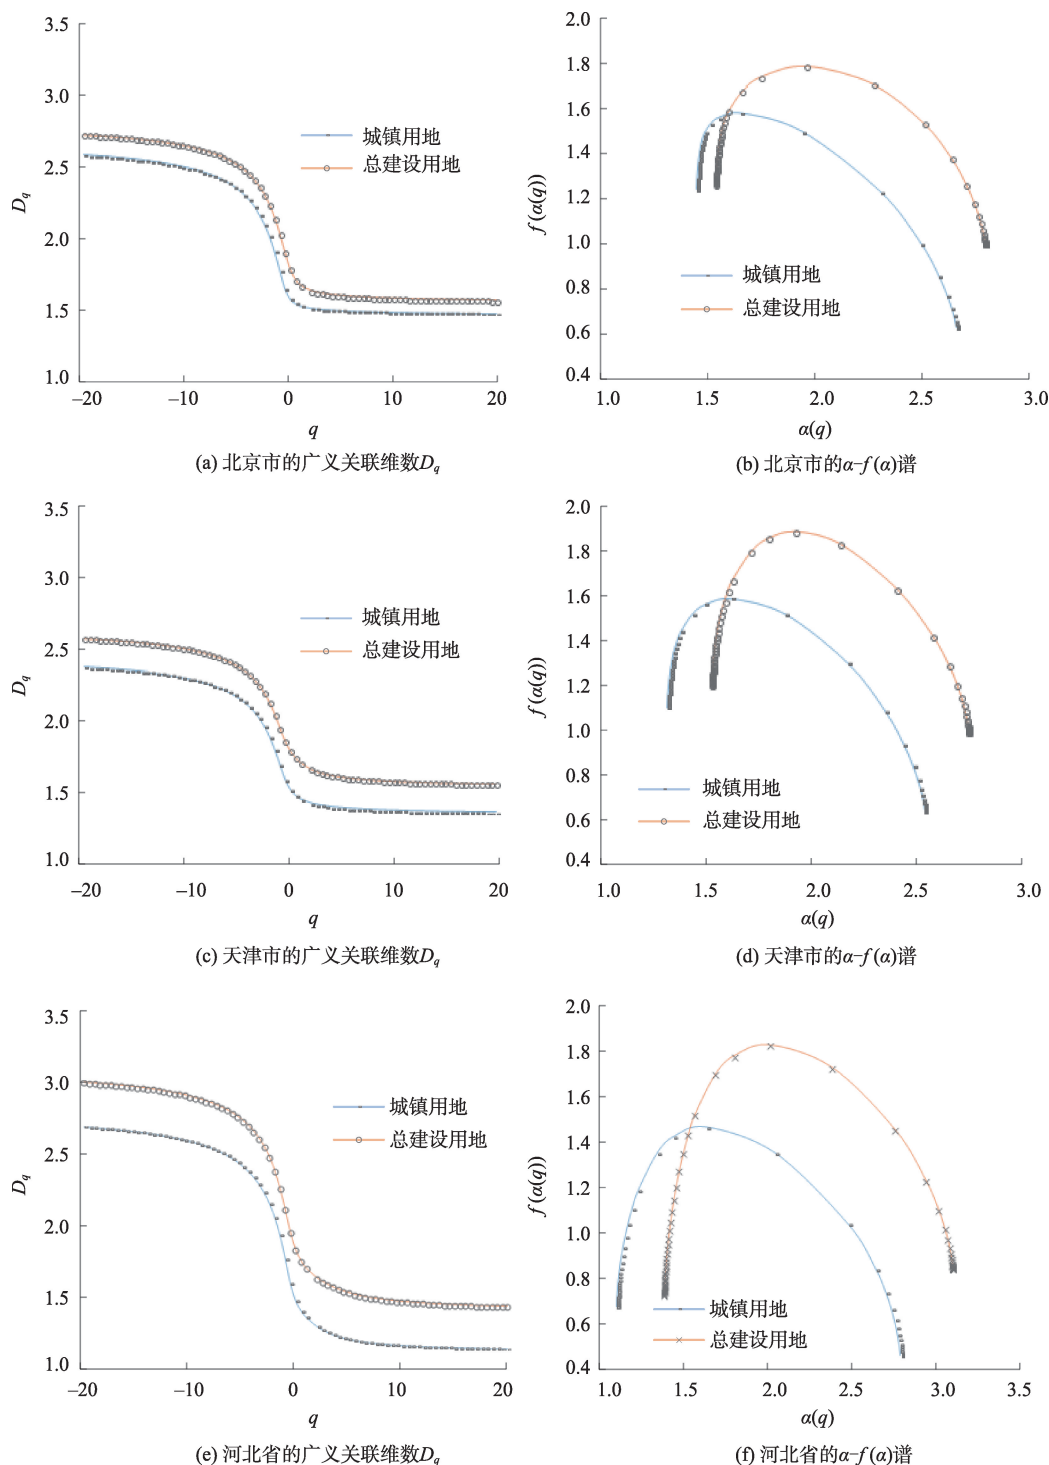 3.5
3.0
2.5
2.0
1.5
1.0
D_q
城镇用地
总建设用地
−20
−10
0
10
20
q
(a) 北京市的广义关联维数D_q
2.0
1.8
1.6
1.4
1.2
1.0
0.8
0.6
0.4
f (α(q))
城镇用地
总建设用地
1.0
1.5
2.0
2.5
3.0
α(q)
(b) 北京市的α-f (α)谱
3.5
3.0
2.5
2.0
1.5
1.0
D_q
城镇用地
总建设用地
−20
−10
0
10
20
q
(c) 天津市的广义关联维数D_q
2.0
1.8
1.6
1.4
1.2
1.0
0.8
0.6
0.4
f (α(q))
城镇用地
总建设用地
1.0
1.5
2.0
2.5
3.0
α(q)
(d) 天津市的α-f (α)谱
3.5
3.0
2.5
2.0
1.5
1.0
D_q
城镇用地
总建设用地
−20
−10
0
10
20
q
(e) 河北省的广义关联维数D_q
2.0
1.8
1.6
1.4
1.2
1.0
0.8
0.6
0.4
f (α(q))
城镇用地
总建设用地
1.0
1.5
2.0
2.5
3.0
3.5
α(q)
(f) 河北省的α-f (α)谱